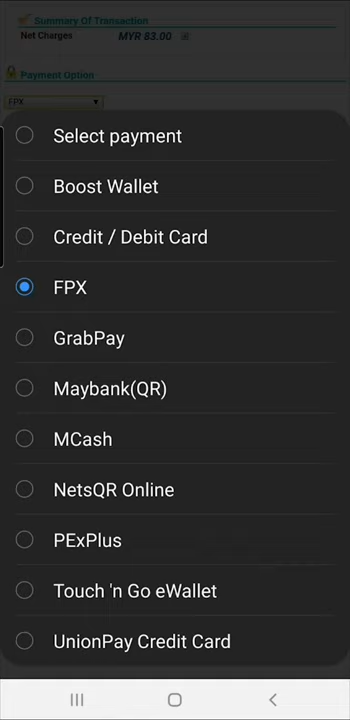 Summary Of Transaction
Net Charges MYR 83.00
Payment Option
FPX
Select payment
Boost Wallet
Credit / Debit Card
FPX
GrabPay
Maybank(QR)
MCash
NetsQR Online
PExPlus
Touch 'n Go eWallet
UnionPay Credit Card